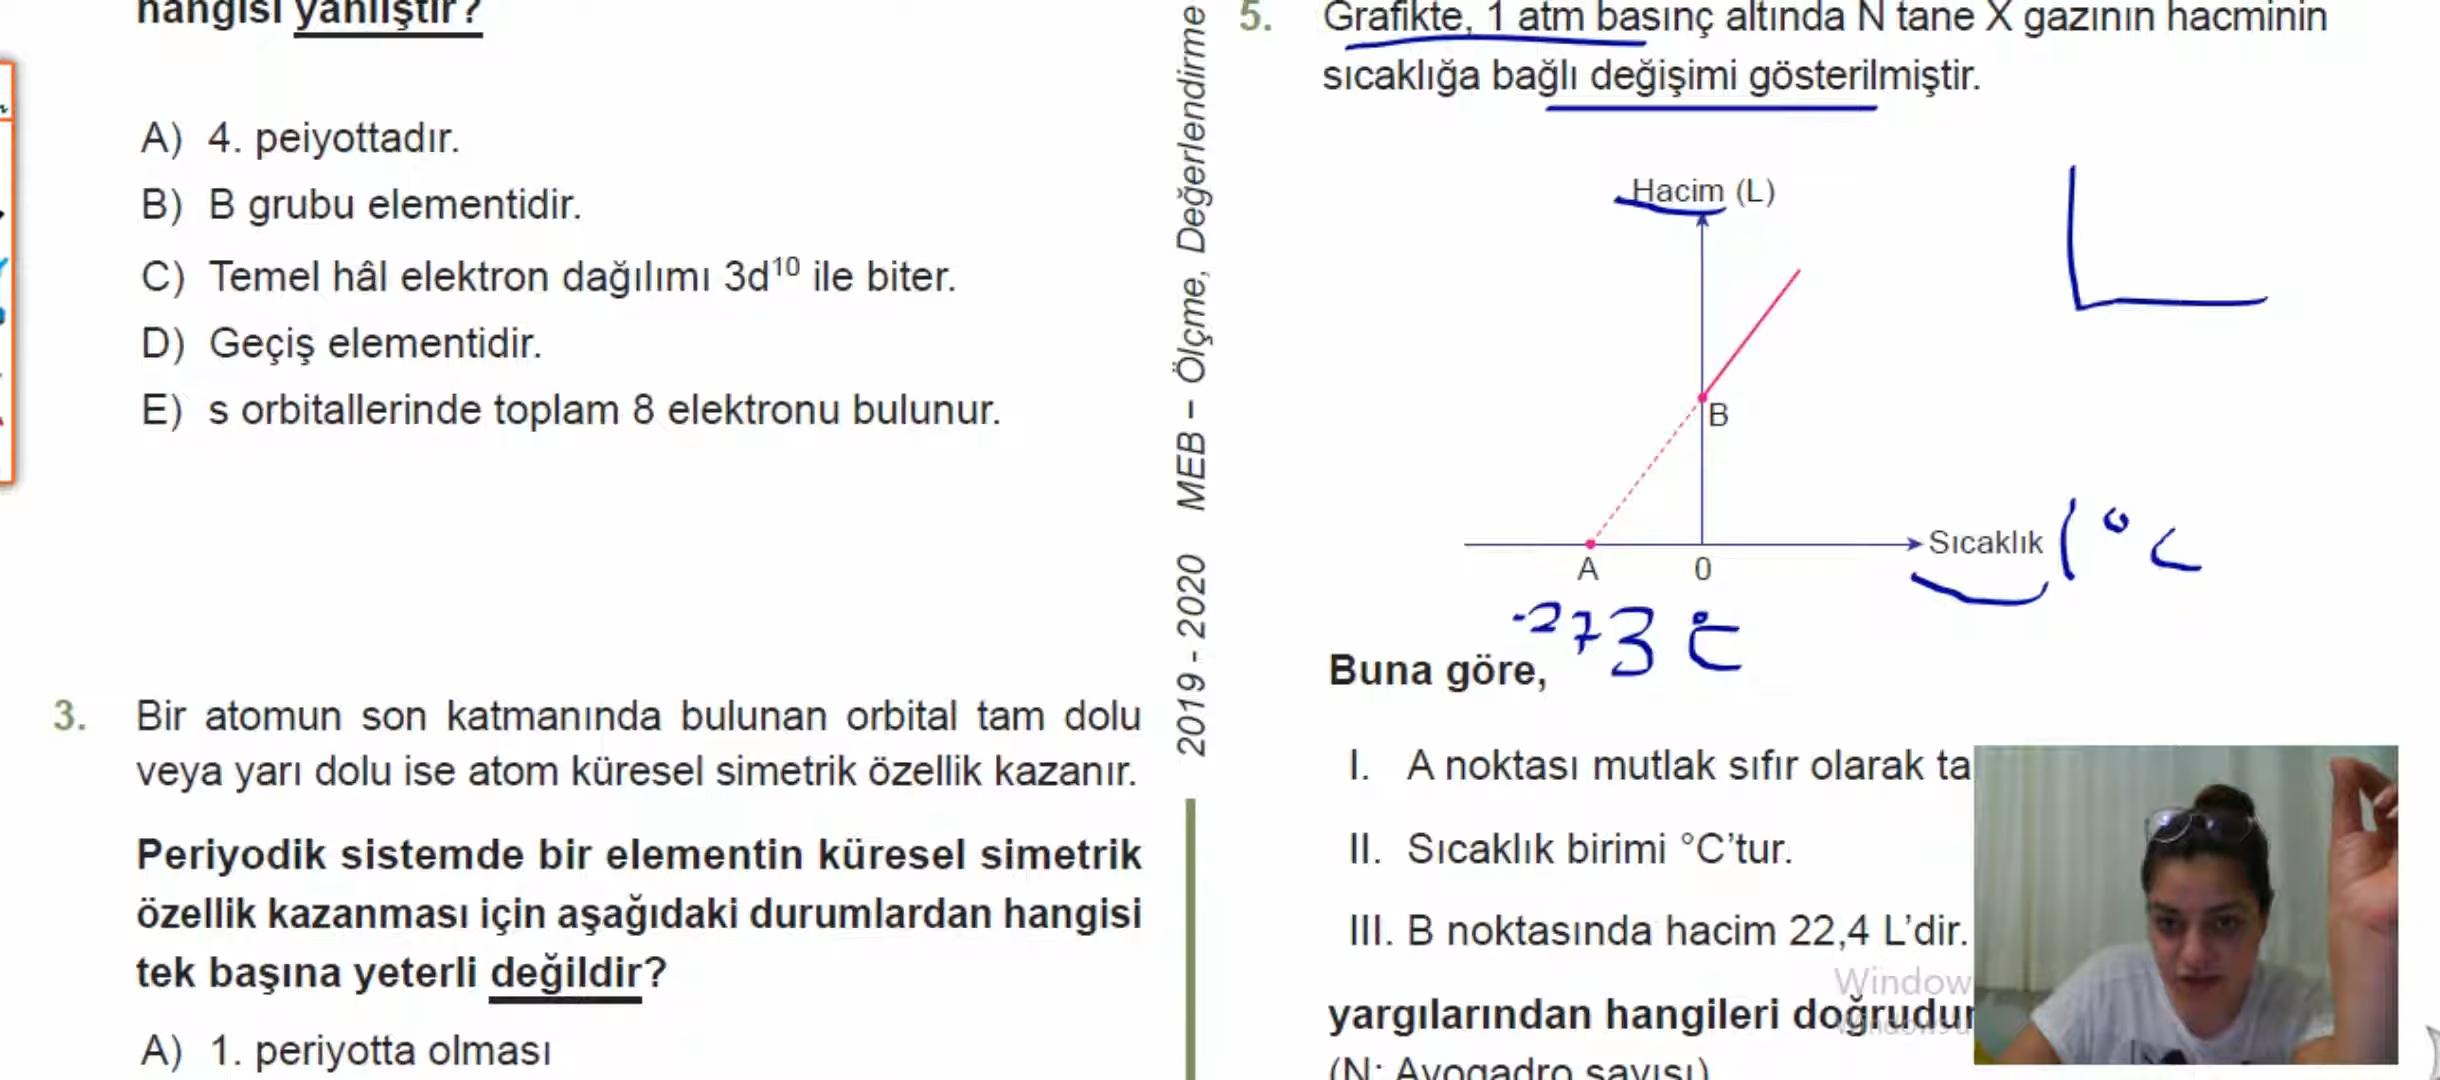 hangisi yanlıştır?
A) 4. peiyottadır.
B) B grubu elementidir.
C) Temel hâl elektron dağılımı 3d¹⁰ ile biter.
D) Geçiş elementidir.
E) s orbitallerinde toplam 8 elektronu bulunur.
3. Bir atomun son katmanında bulunan orbital tam dolu
veya yarı dolu ise atom küresel simetrik özellik kazanır.
Periyodik sistemde bir elementin küresel simetrik
özellik kazanması için aşağıdaki durumlardan hangisi
tek başına yeterli değildir?
A) 1. periyotta olması
2019 - 2020 MEB – Ölçme, Değerlendirme
5. Grafikte, 1 atm basınç altında N tane X gazının hacminin
sıcaklığa bağlı değişimi gösterilmiştir.
Hacim (L)
B
Sıcaklık (°C
A 0
-273 °C
Buna göre,
I. A noktası mutlak sıfır olarak ta
II. Sıcaklık birimi °C'tur.
III. B noktasında hacim 22,4 L'dir.
Window
yargılarından hangileri doğrudur
(N: Avogadro sayısı)